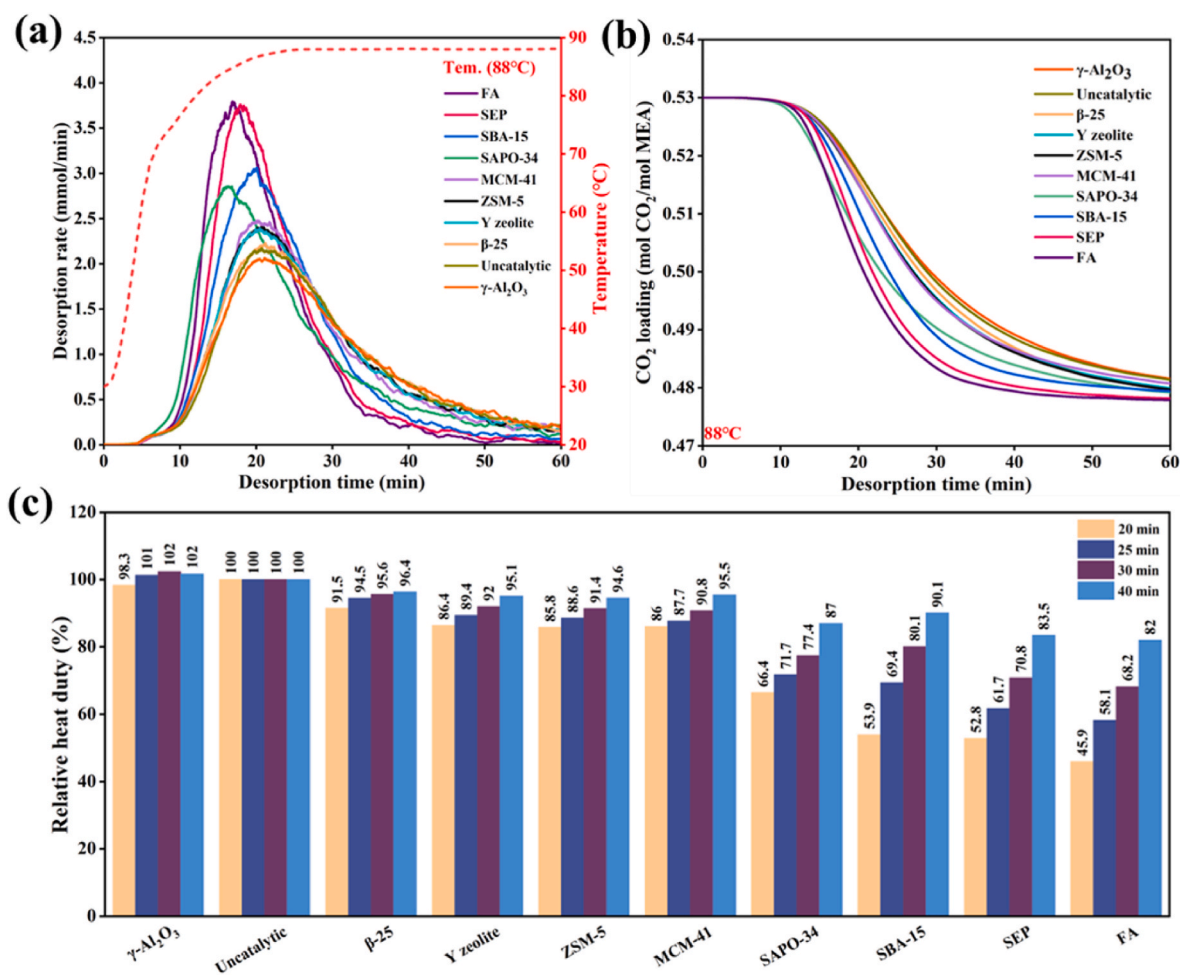 (a)
4.5
4.0
3.5
3.0
2.5
2.0
1.5
1.0
0.5
0.0
Desorption rate (mmol/min)
0 10 20 30 40 50 60
Desorption time (min)
90
80
70
60
50
40
30
20
Temperature (°C)
Tem. (88°C)
FA
SEP
SBA-15
SAPO-34
MCM-41
ZSM-5
Y zeolite
β-25
Uncatalytic
γ-Al₂O₃
(b)
0.54
0.53
0.52
0.51
0.50
0.49
0.48
0.47
CO₂ loading (mol CO₂/mol MEA)
γ-Al₂O₃
Uncatalytic
β-25
Y zeolite
ZSM-5
MCM-41
SAPO-34
SBA-15
SEP
FA
88°C
0 10 20 30 40 50 60
Desorption time (min)
(c)
120
100
80
60
40
20
0
Relative heat duty (%)
20 min
25 min
30 min
40 min
98.3 101 102 102
100 100 100 100
91.5 94.5 95.6 96.4
86.4 89.4 92 95.1
85.8 88.6 91.4 94.6
86 87.7 90.8 95.5
66.4 71.7 77.4 87
53.9 69.4 80.1 90.1
52.8 61.7 70.8 83.5
45.9 58.1 68.2 82
γ-Al₂O₃
Uncatalytic
β-25
Y zeolite
ZSM-5
MCM-41
SAPO-34
SBA-15
SEP
FA